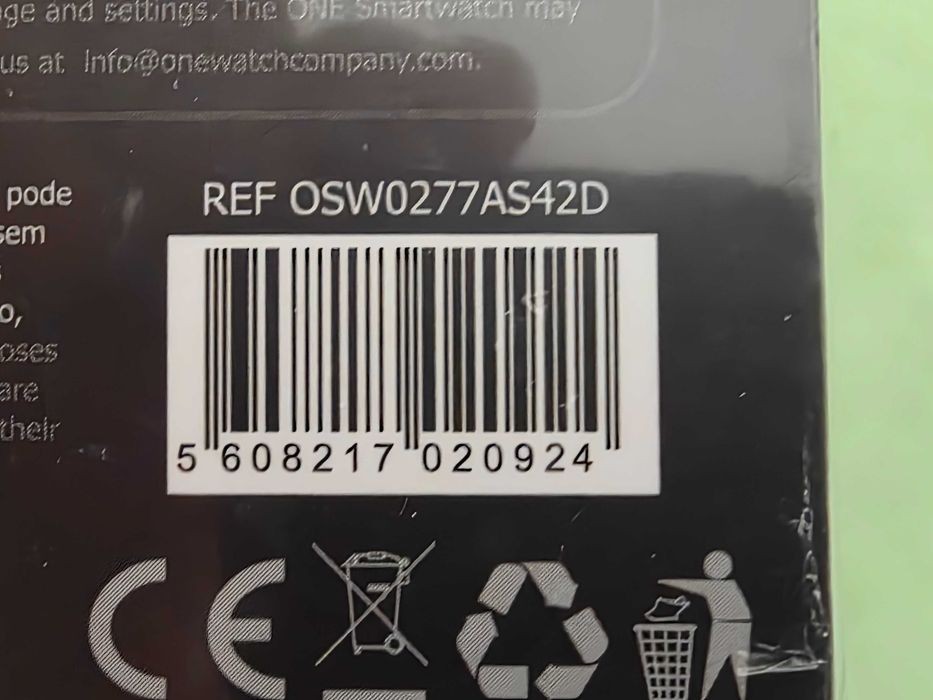 ge and settings. The ONE Smartwatch may
us at Info@onewatchcompany.com.
pode
sem
s
o,
oses
are
their
REF OSW0277AS42D
5 608217 020924
CE